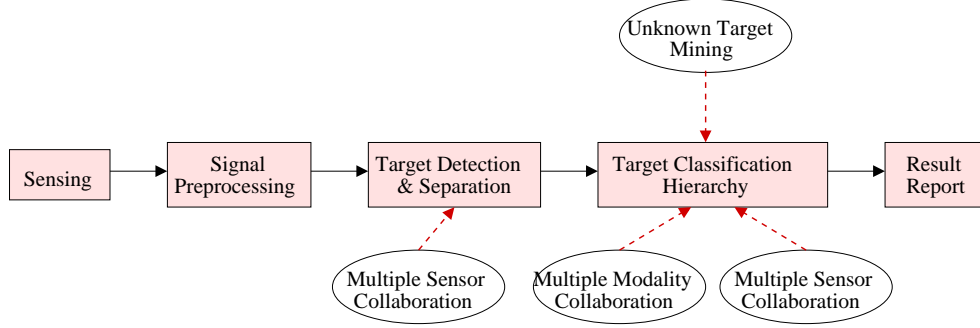 Unknown Target
Mining
Sensing
Signal
Preprocessing
Target Detection
& Separation
Target Classification
Hierarchy
Result
Report
Multiple Sensor
Collaboration
Multiple Modality
Collaboration
Multiple Sensor
Collaboration